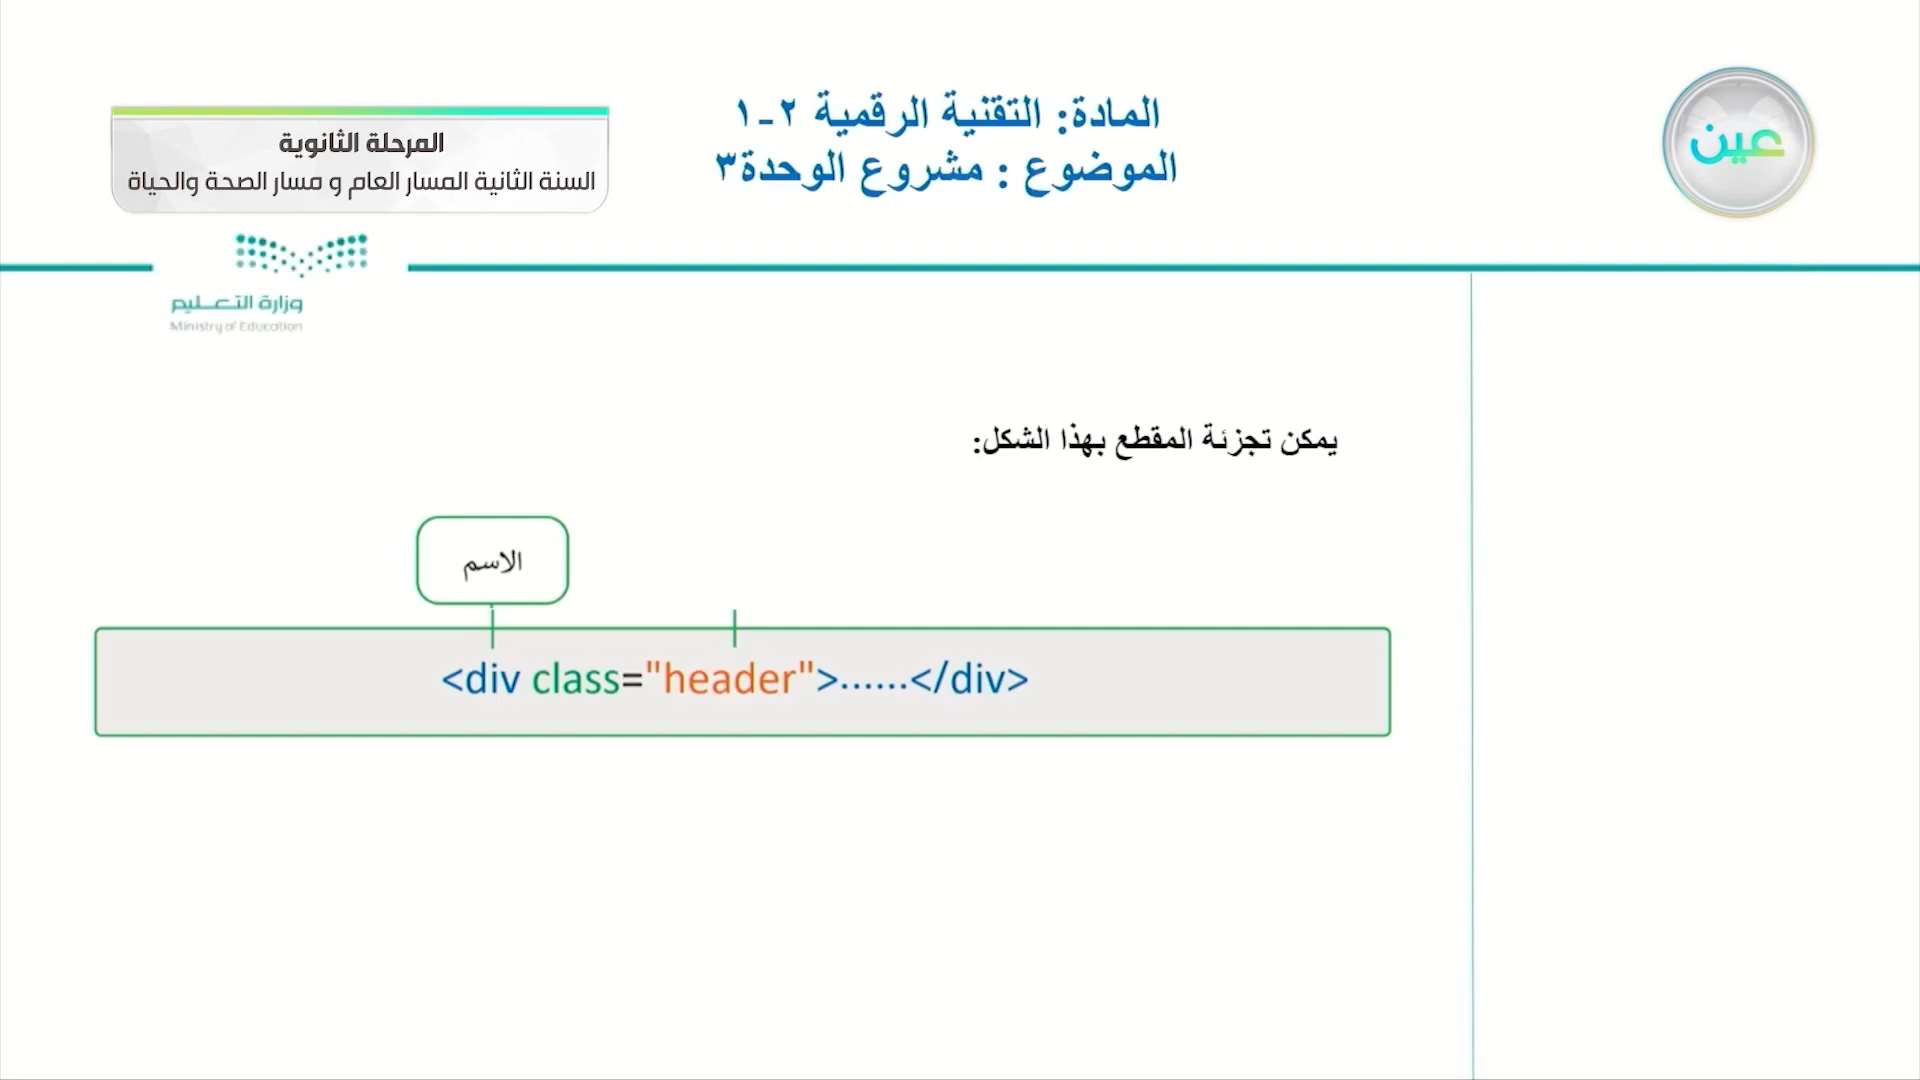 المادة: التقنية الرقمية ٢-١
الموضوع : مشروع الوحدة٣
المرحلة الثانوية
السنة الثانية المسار العام و مسار الصحة والحياة
عين
وزارة التعـــليم
Ministry of Education
يمكن تجزئة المقطع بهذا الشكل:
الاسم
<div class="header">......</div>